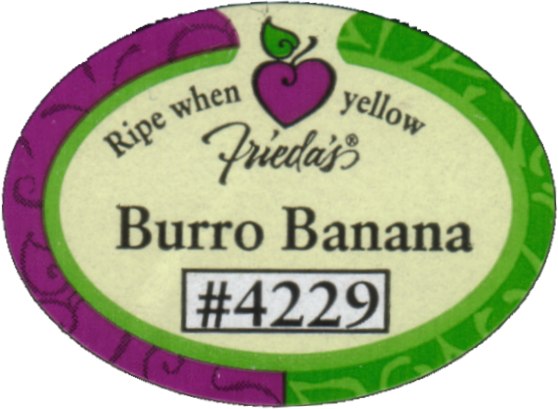 Ripe when yellow
Frieda's®
Burro Banana
#4229